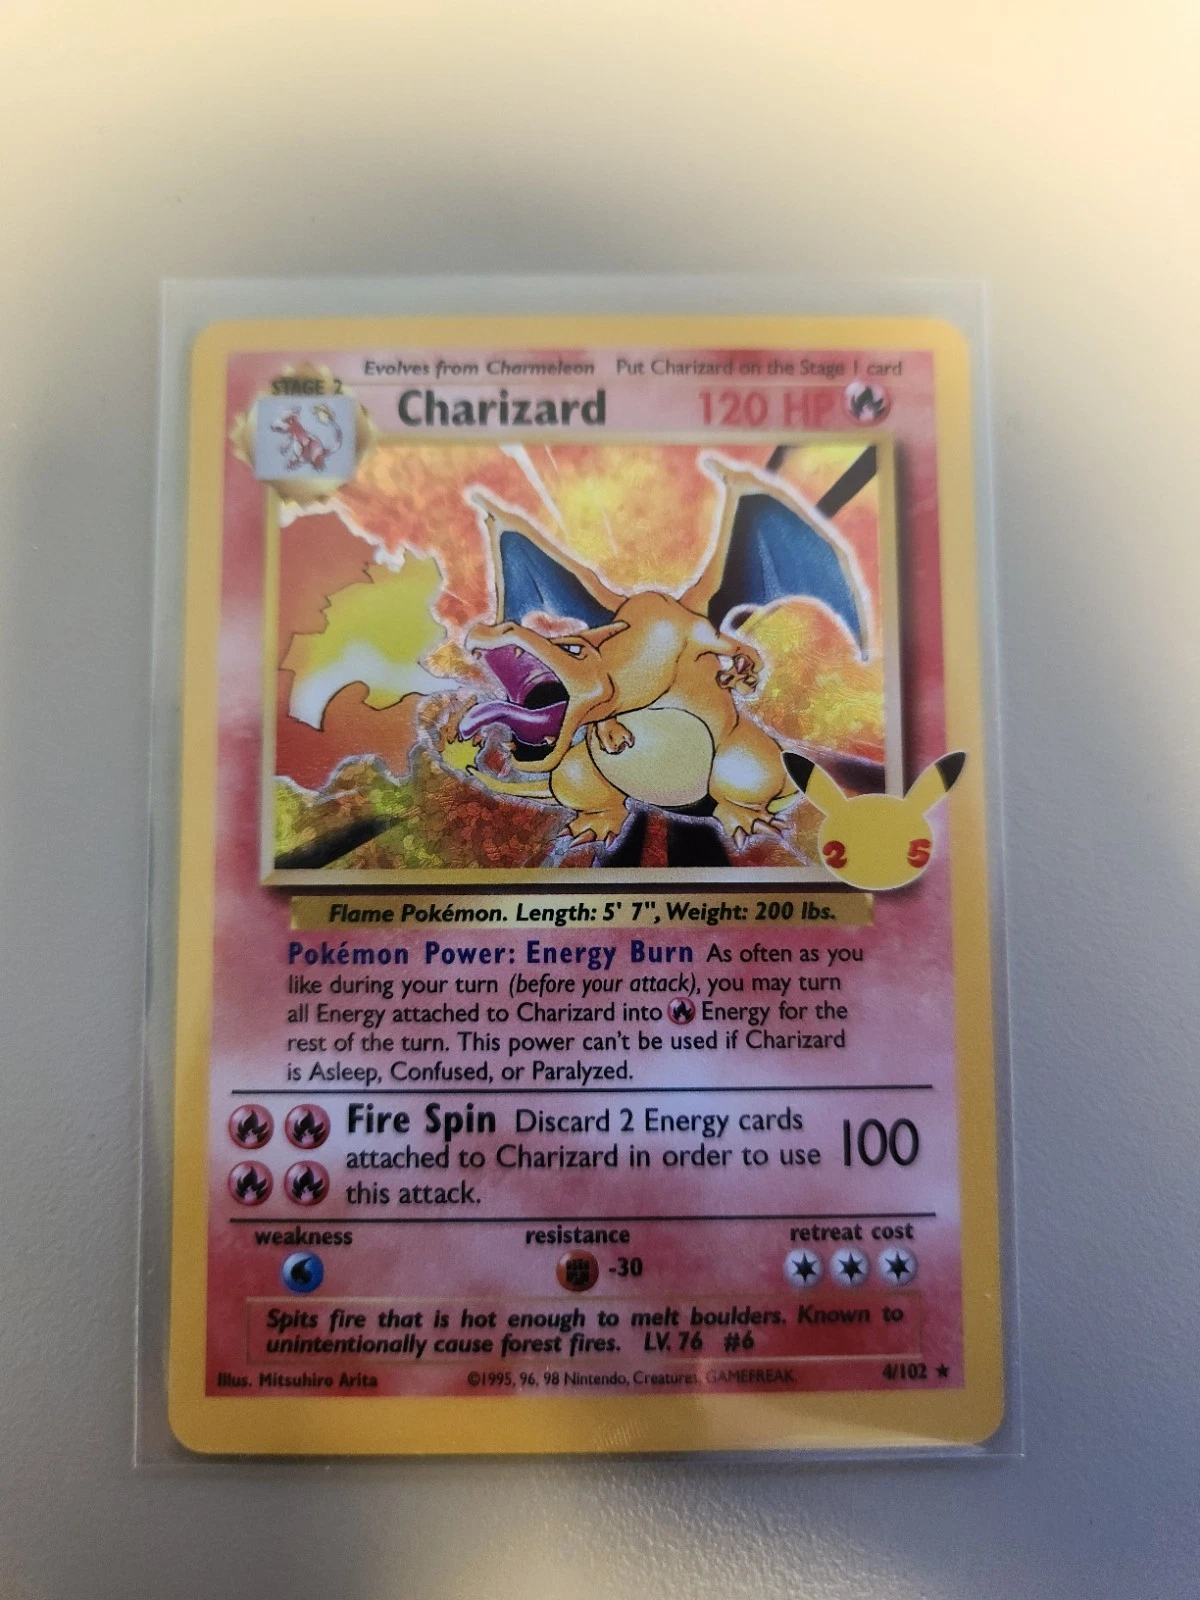 Evolves from Charmeleon Put Charizard on the Stage 1 card
STAGE 2
Charizard 120 HP
25
Flame Pokémon. Length: 5' 7", Weight: 200 lbs.
Pokémon Power: Energy Burn As often as you
like during your turn (before your attack), you may turn
all Energy attached to Charizard into Energy for the
rest of the turn. This power can't be used if Charizard
is Asleep, Confused, or Paralyzed.
Fire Spin Discard 2 Energy cards
attached to Charizard in order to use 100
this attack.
weakness resistance retreat cost
-30
Spits fire that is hot enough to melt boulders. Known to
unintentionally cause forest fires. LV. 76 #6
Illus. Mitsuhiro Arita ©1995, 96, 98 Nintendo, Creatures, GAMEFREAK. 4/102 ★